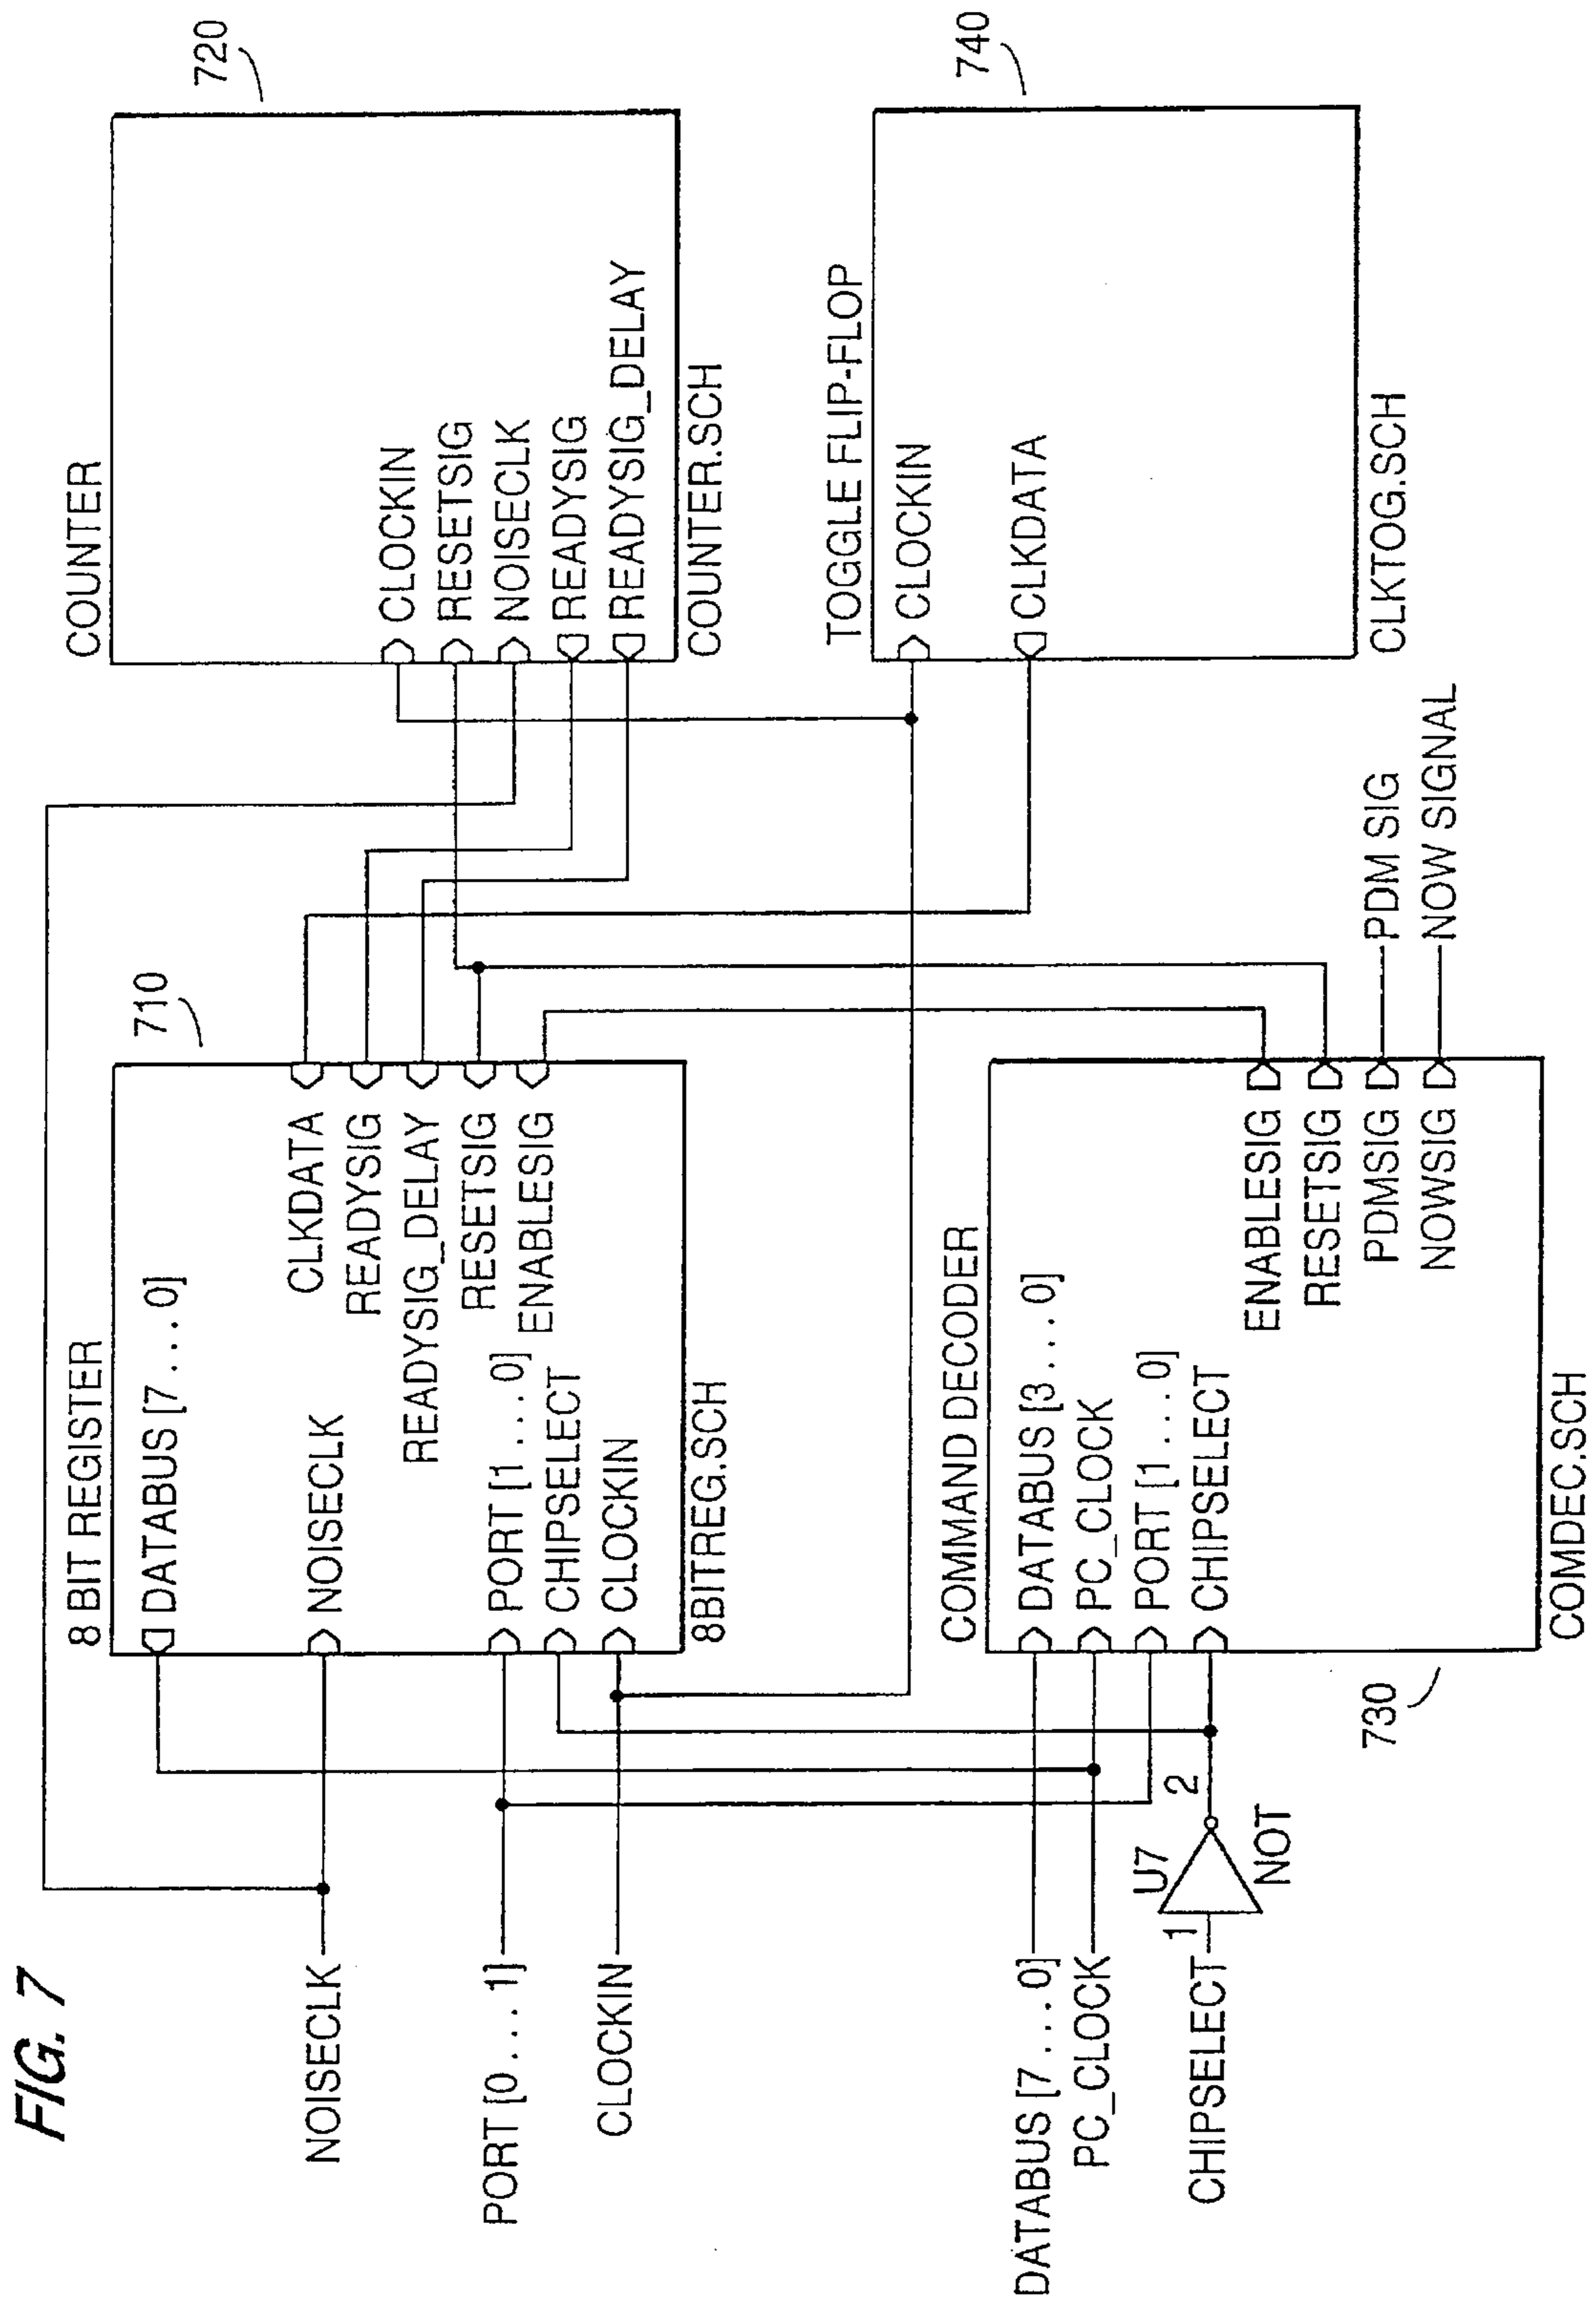 FIG. 7
NOISECLK
PORT [0...1]
CLOCKIN
DATABUS [7...0]
PC_CLOCK
CHIPSELECT
1
U7
NOT
2
8 BIT REGISTER
710
DATABUS [7...0]
NOISECLK
PORT [1...0]
CHIPSELECT
CLOCKIN
CLKDATA
READYSIG
READYSIG_DELAY
RESETSIG
ENABLESIG
8BITREG.SCH
COUNTER
720
CLOCKIN
RESETSIG
NOISECLK
READYSIG
READYSIG_DELAY
COUNTER.SCH
COMMAND DECODER
730
DATABUS [3...0]
PC_CLOCK
PORT [1...0]
CHIPSELECT
ENABLESIG
RESETSIG
PDMSIG
NOWSIG
PDM SIG
NOW SIGNAL
COMDEC.SCH
TOGGLE FLIP-FLOP
740
CLOCKIN
CLKDATA
CLKTOG.SCH